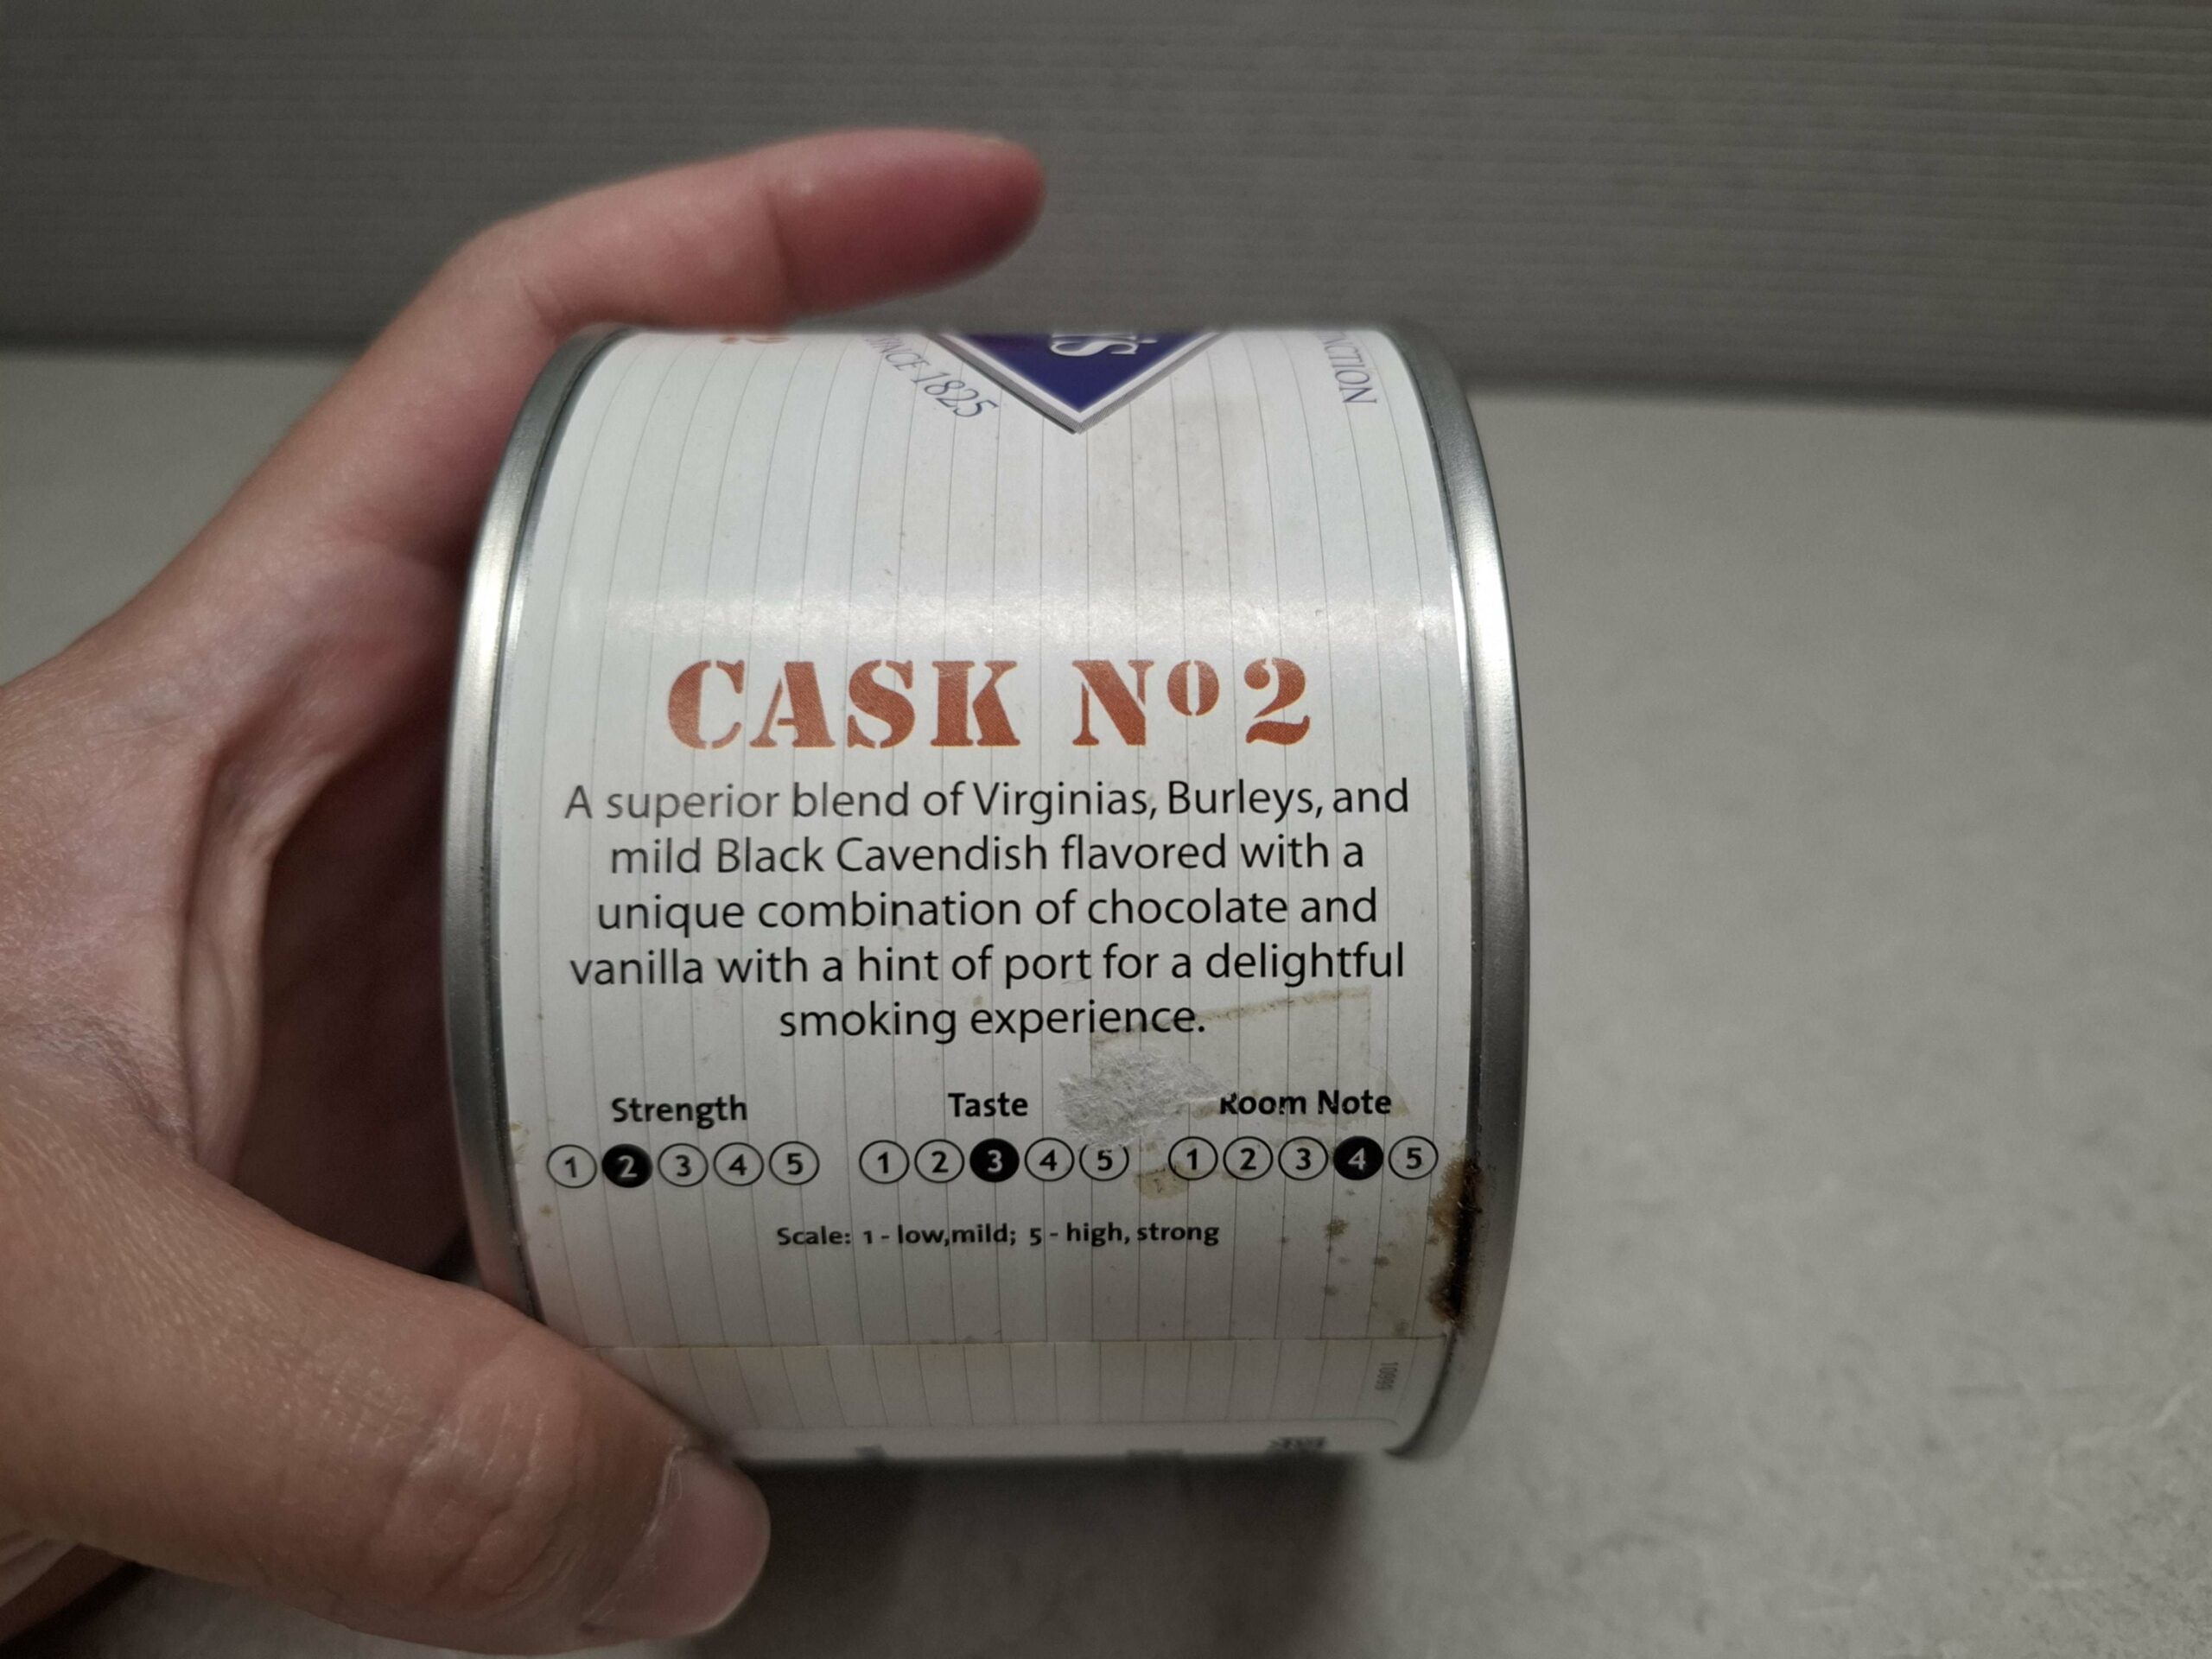 'S
SINCE 1825
CASK Nº 2
A superior blend of Virginias, Burleys, and
mild Black Cavendish flavored with a
unique combination of chocolate and
vanilla with a hint of port for a delightful
smoking experience.
Strength Taste Room Note
1 2 3 4 5 1 2 3 4 5 1 2 3 4 5
Scale: 1 - low,mild; 5 - high, strong